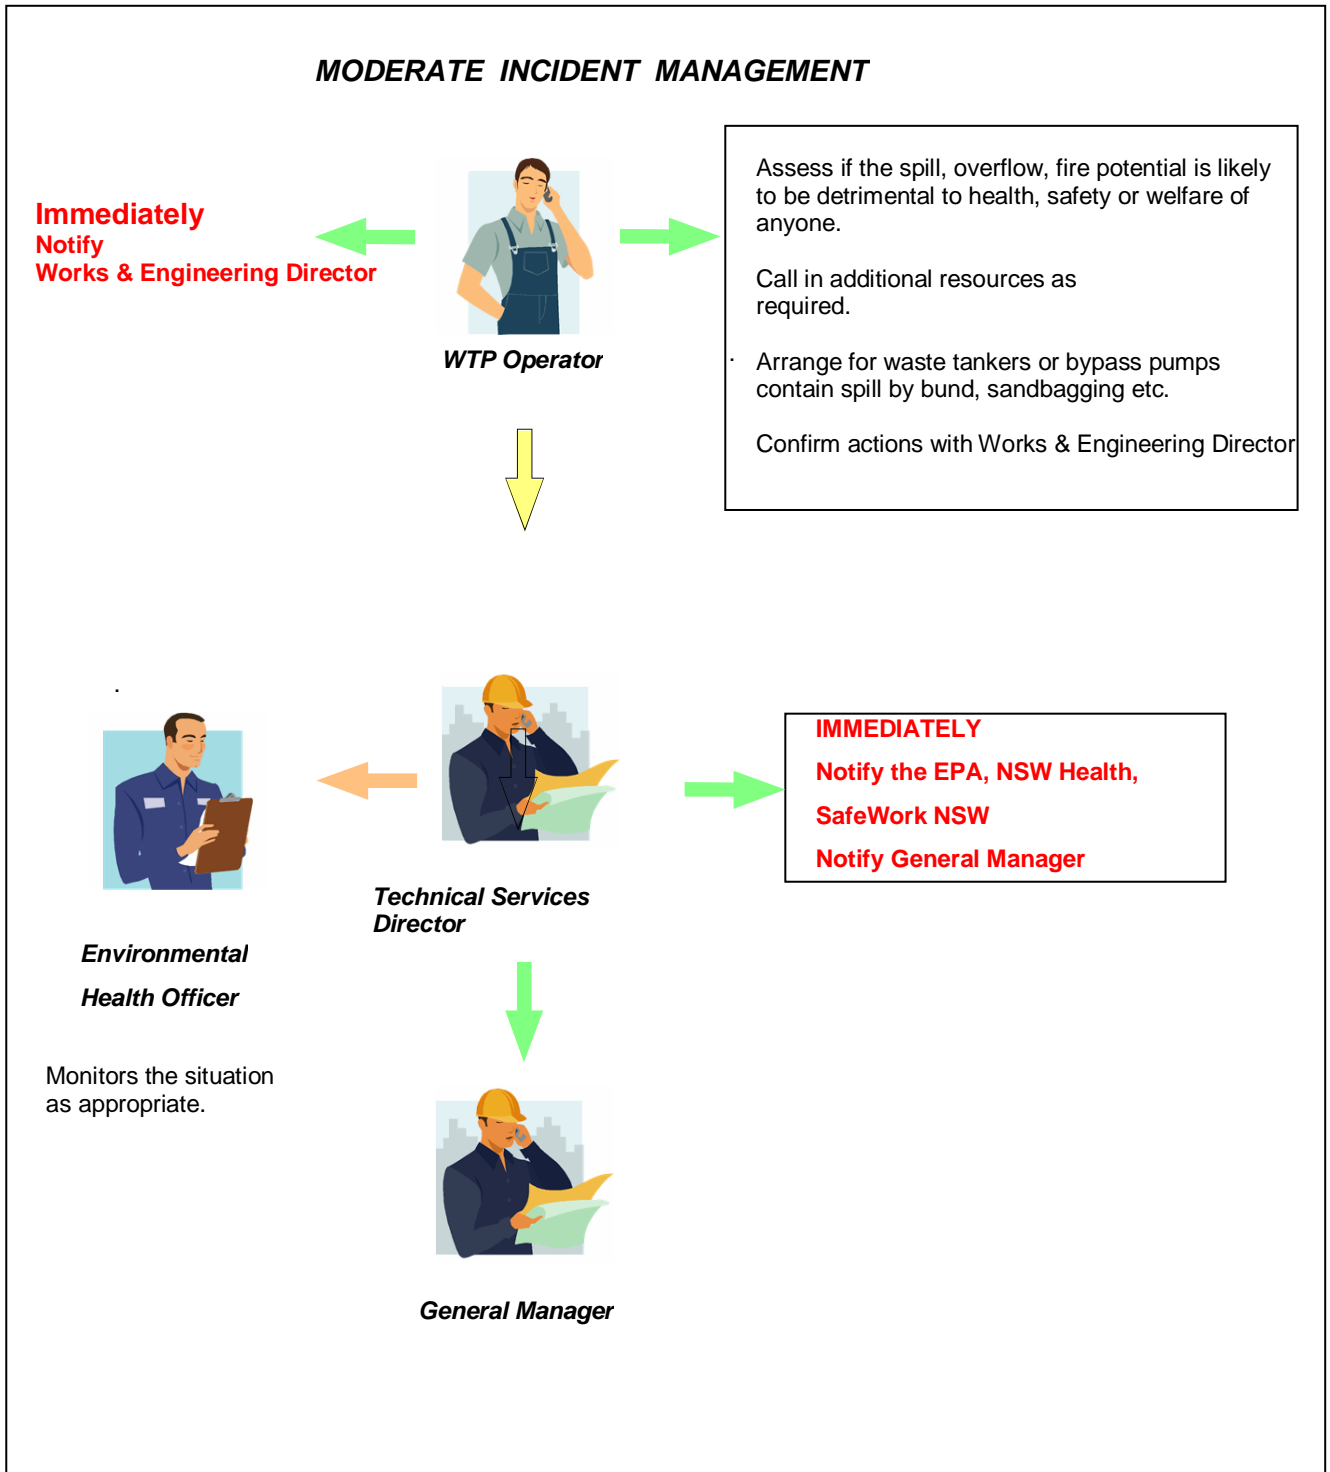 MODERATE INCIDENT MANAGEMENT
Immediately
Notify
Works & Engineering Director
WTP Operator
Assess if the spill, overflow, fire potential is likely
to be detrimental to health, safety or welfare of
anyone.
Call in additional resources as
required.
. Arrange for waste tankers or bypass pumps
contain spill by bund, sandbagging etc.
Confirm actions with Works & Engineering Director
.
Environmental
Health Officer
Monitors the situation
as appropriate.
Technical Services
Director
IMMEDIATELY
Notify the EPA, NSW Health,
SafeWork NSW
Notify General Manager
General Manager